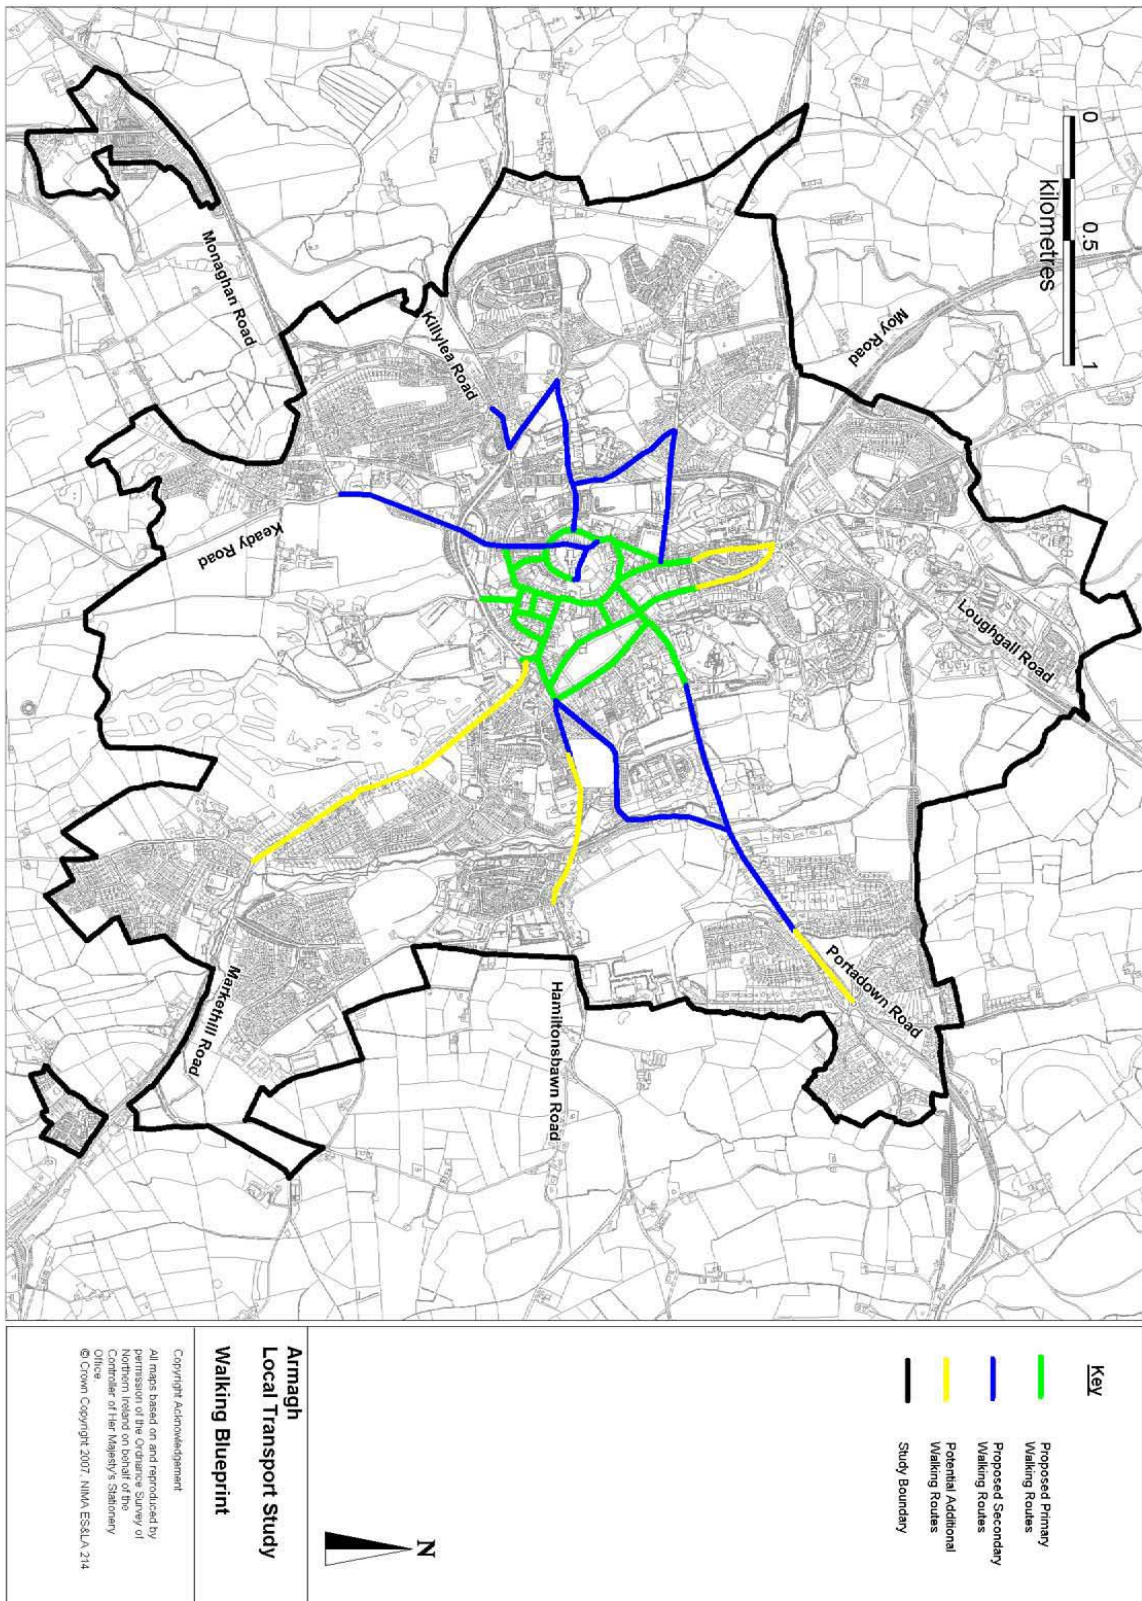 0
0.5
1
kilometres
Moy Road
Loughgall Road
Monaghan Road
Killylea Road
Keady Road
Portadown Road
Hamiltonsbawn Road
Markethill Road
Key
Proposed Primary
Walking Routes
Proposed Secondary
Walking Routes
Potential Additional
Walking Routes
Study Boundary
N
Armagh
Local Transport Study
Walking Blueprint
Copyright Acknowledgement
All maps based on and reproduced by
permission of the Ordnance Survey of
Northern Ireland on behalf of the
Controller of Her Majesty's Stationery
Office.
© Crown Copyright 2007, NIMA ES&LA 214